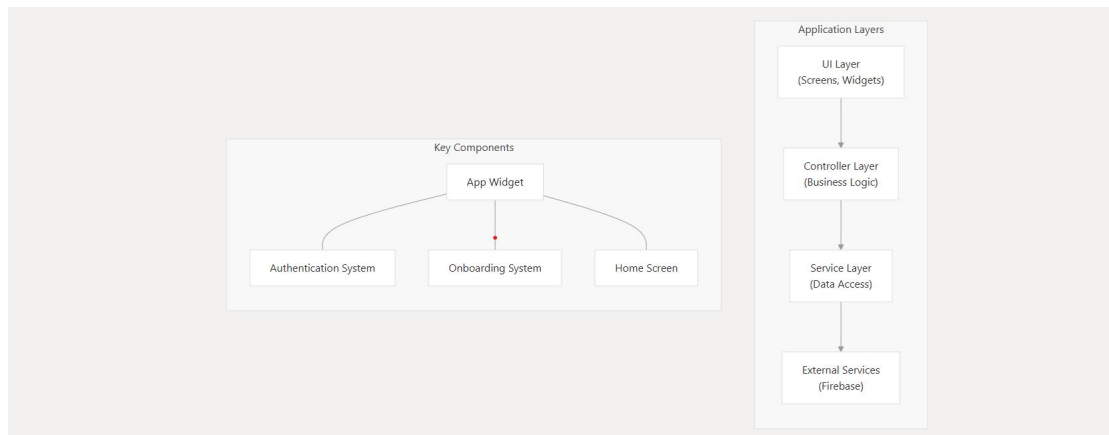 Key Components
App Widget
Authentication System
Onboarding System
Home Screen
Application Layers
UI Layer
(Screens, Widgets)
Controller Layer
(Business Logic)
Service Layer
(Data Access)
External Services
(Firebase)